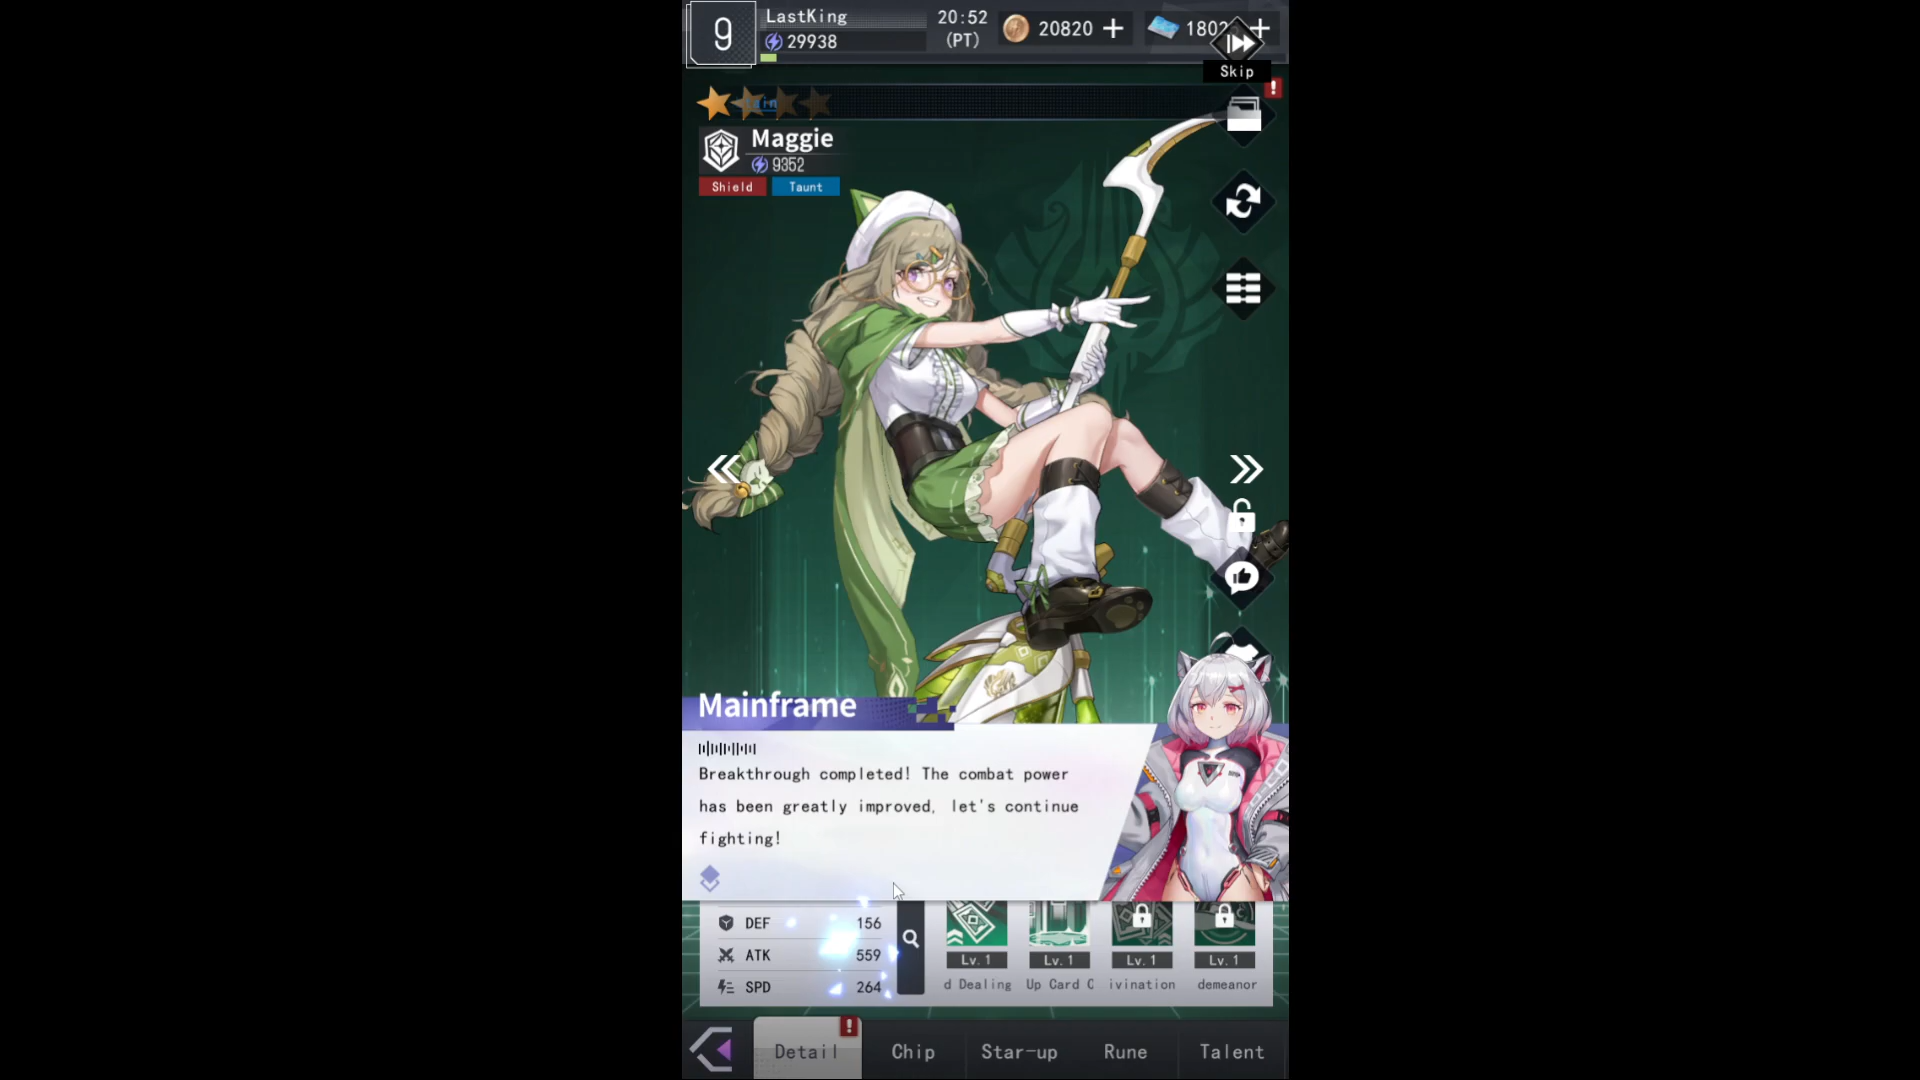 9
LastKing
29938
20:52
(PT)
20820
Skip
Maggie
9352
Shield
Taunt
Mainframe
Breakthrough completed! The combat power
has been greatly improved, let's continue
fighting!
DEF 156
ATK 559
SPD 264
Lv. 1
Lv. 1
Lv. 1
Lv. 1
d Dealing
Up Card C
ivination
demeanor
Detail
Chip
Star-up
Rune
Talent